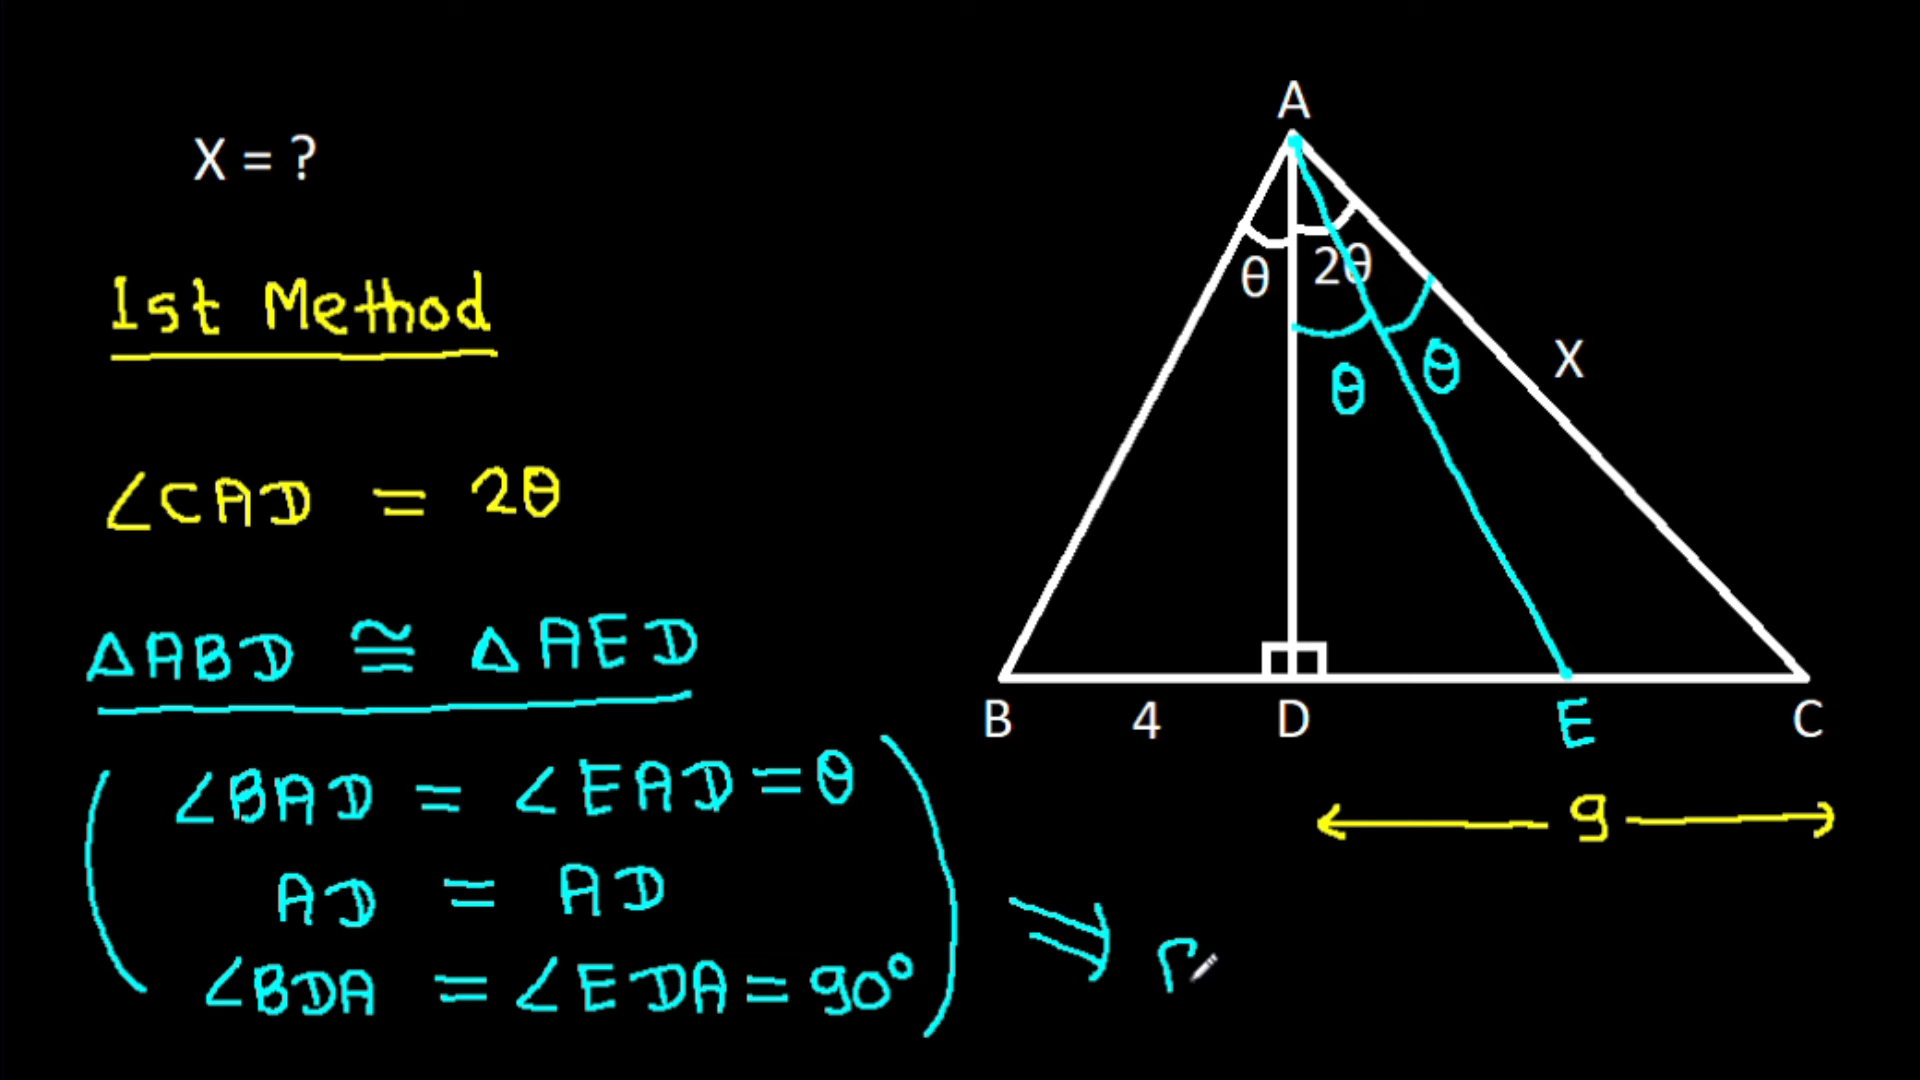 X = ?
1st Method
∠CAD = 2θ
ΔABD ≅ ΔAED
∠BAD = ∠EAD = θ
AD = AD
∠BDA = ∠EDA = 90°
⇒
A
θ
2θ
θ
θ
X
B
4
D
E
C
9